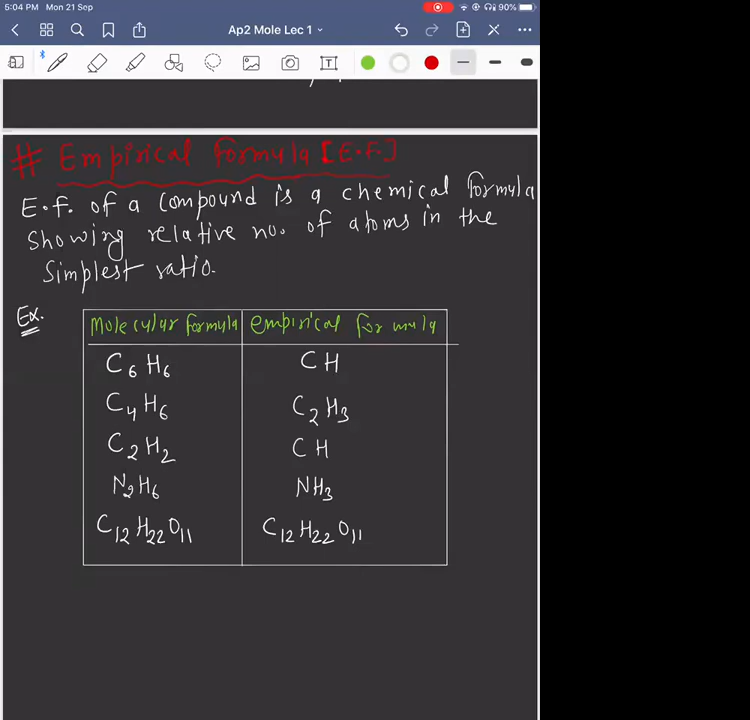 5:04 PM Mon 21 Sep
90%
Ap2 Mole Lec 1
# Empirical formula [E.F.]
E.F. of a compound is a chemical formula
showing relative no. of atoms in the
simplest ratio.
Ex.
Molecular formula empirical formula
C₆H₆ CH
C₄H₆ C₂H₃
C₂H₂ CH
N₂H₆ NH₃
C₁₂H₂₂O₁₁ C₁₂H₂₂O₁₁